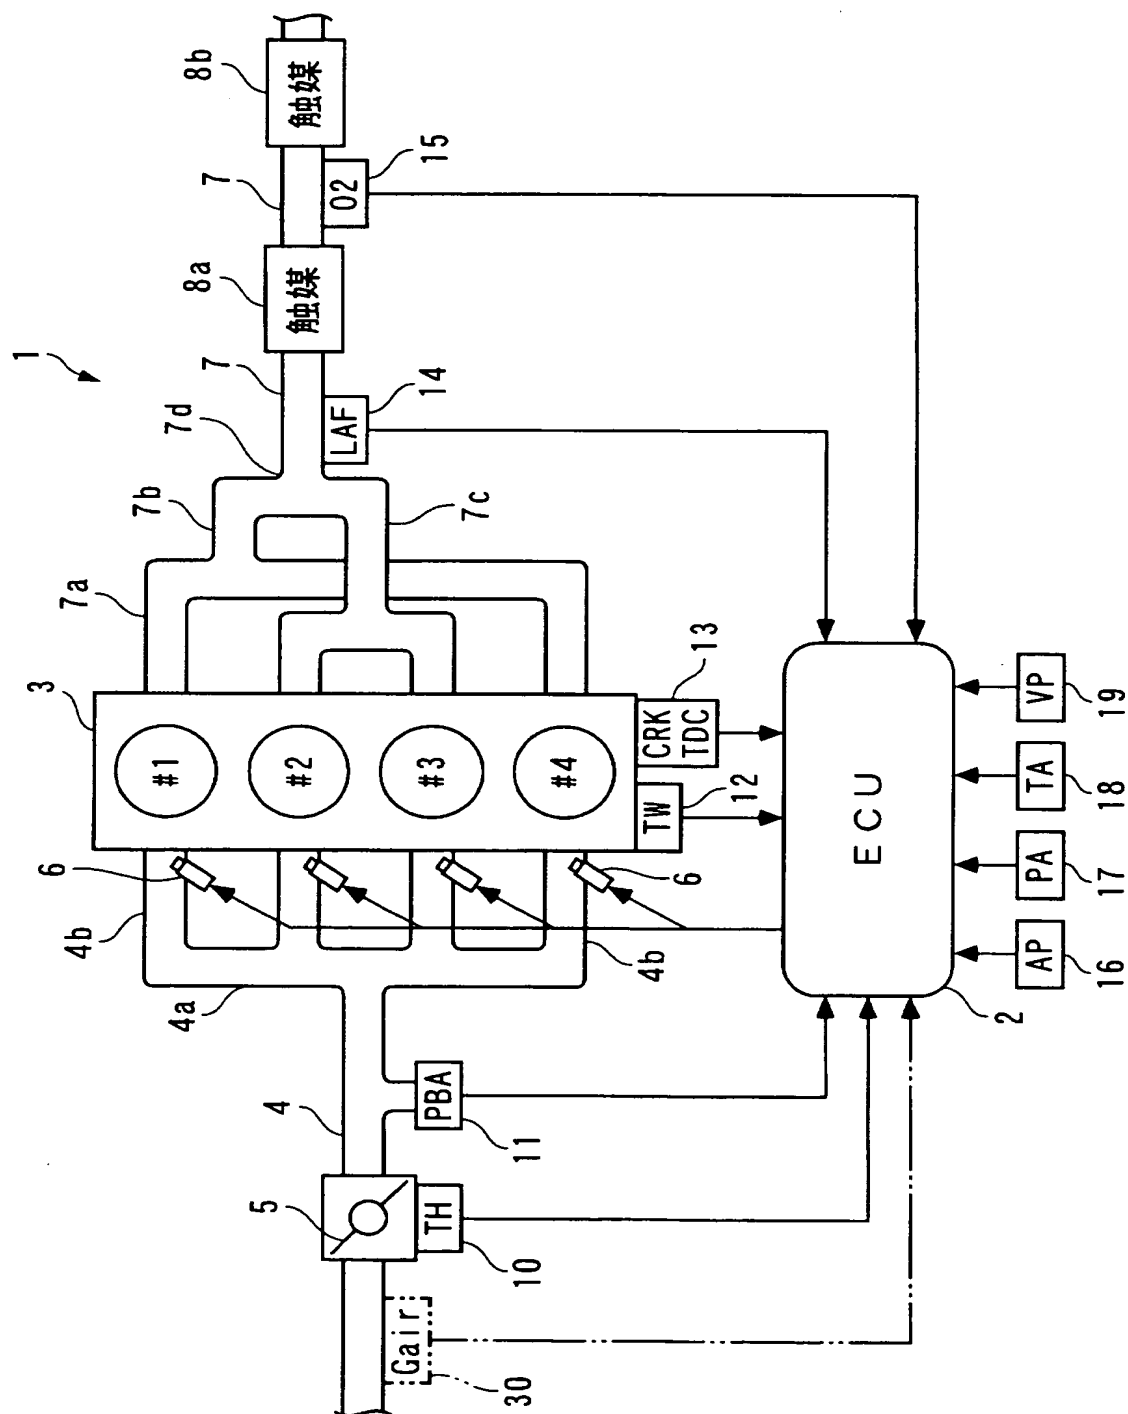 1
8b
触媒
7
O2
15
8a
触媒
7
7d
LAF
14
7b
7c
7a
3
#1
#2
#3
#4
CRK
TDC
13
TW
12
6
6
4b
4b
4a
4
PBA
11
5
TH
10
Gair
30
ECU
2
VP
19
TA
18
PA
17
AP
16